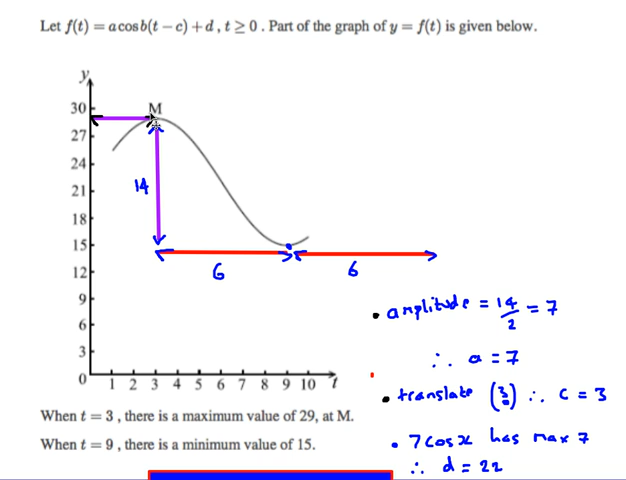 Let f(t) = a cos b(t − c) + d , t ≥ 0 . Part of the graph of y = f(t) is given below.
y
30
M
27
24
14
21
18
15
12
6
6
9
6
3
0
1 2 3 4 5 6 7 8 9 10 t
• amplitude = 14/2 = 7
∴ a = 7
• translate (3 0) ∴ c = 3
• 7cos x has max 7
∴ d = 22
When t = 3 , there is a maximum value of 29, at M.
When t = 9 , there is a minimum value of 15.